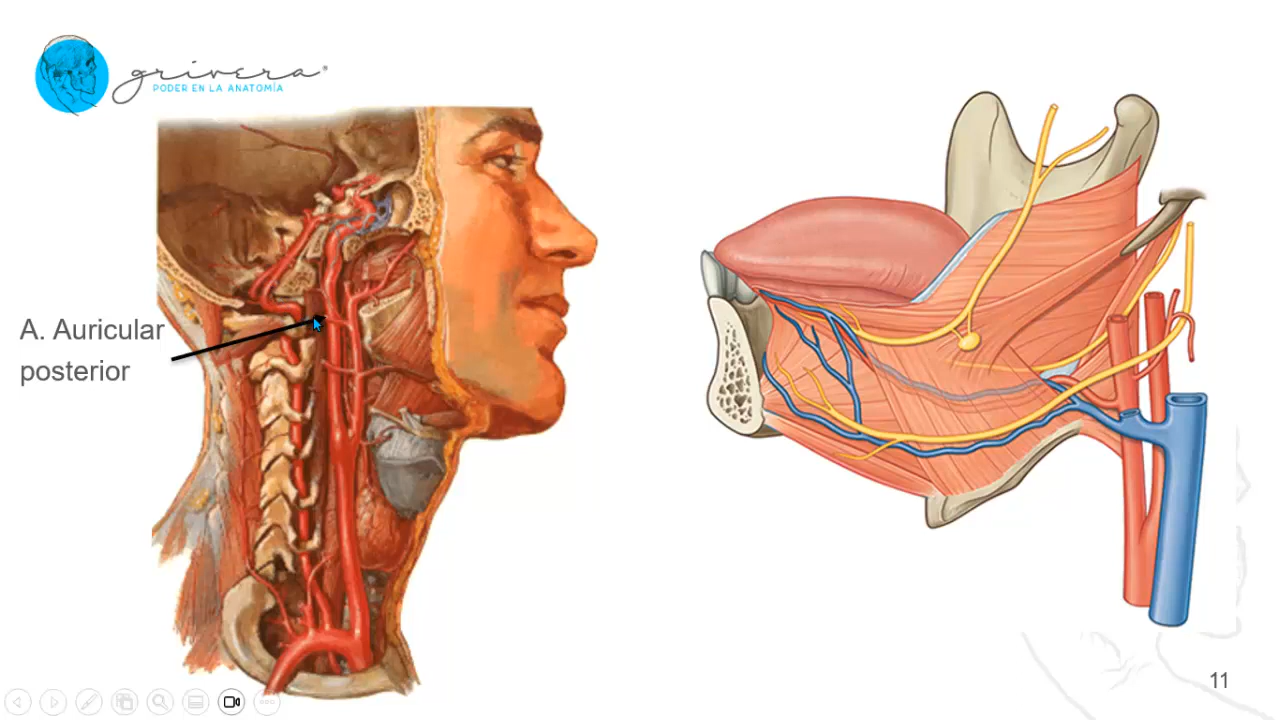 grivera®
PODER EN LA ANATOMÍA
A. Auricular
posterior
11